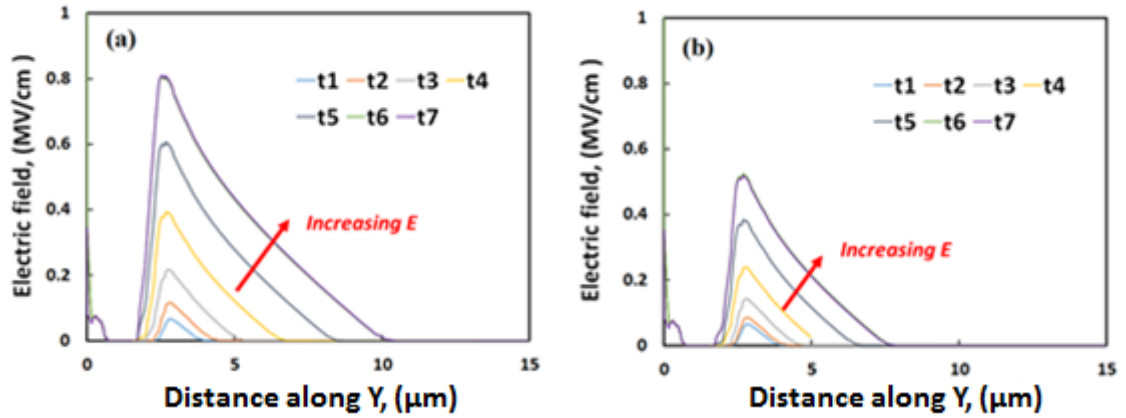 (a)
Electric field, (MV/cm )
1
0.8
0.6
0.4
0.2
0
t1 t2 t3 t4
t5 t6 t7
Increasing E
0 5 10 15
Distance along Y, (μm)
(b)
Electric field, (MV/cm )
1
0.8
0.6
0.4
0.2
0
t1 t2 t3 t4
t5 t6 t7
Increasing E
0 5 10 15
Distance along Y, (μm)